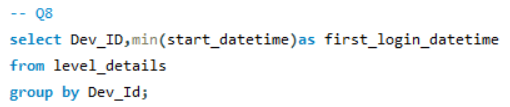 -- Q8
select Dev_ID,min(start_datetime)as first_login_datetime
from level_details
group by Dev_Id;